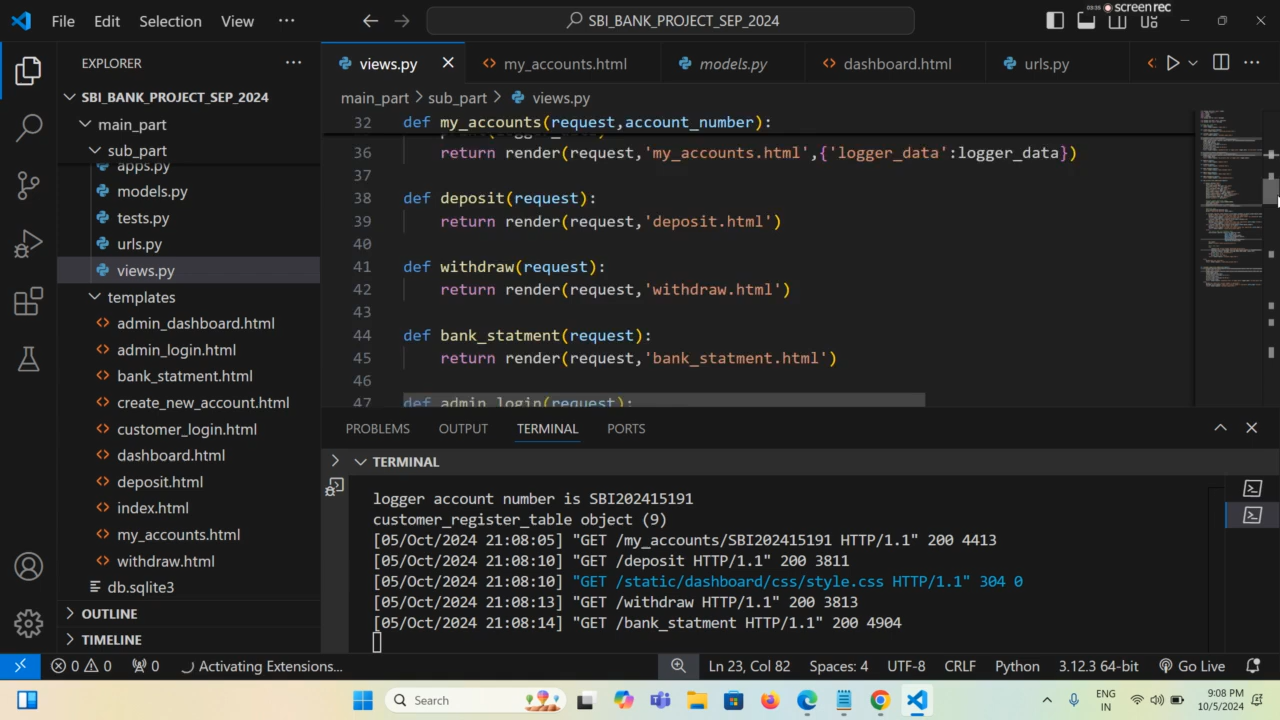 File Edit Selection View ... SBI_BANK_PROJECT_SEP_2024 screenrec
EXPLORER ...
views.py my_accounts.html models.py dashboard.html urls.py
SBI_BANK_PROJECT_SEP_2024
main_part > sub_part > views.py
main_part
sub_part
apps.py
models.py
tests.py
urls.py
views.py
templates
admin_dashboard.html
admin_login.html
bank_statment.html
create_new_account.html
customer_login.html
dashboard.html
deposit.html
index.html
my_accounts.html
withdraw.html
db.sqlite3
OUTLINE
TIMELINE
32 def my_accounts(request,account_number):
36 return render(request,'my_accounts.html',{'logger_data':logger_data})
37
38 def deposit(request):
39 return render(request,'deposit.html')
40
41 def withdraw(request):
42 return render(request,'withdraw.html')
43
44 def bank_statment(request):
45 return render(request,'bank_statment.html')
46
47 def admin_login(request):
PROBLEMS OUTPUT TERMINAL PORTS
TERMINAL
logger account number is SBI202415191
customer_register_table object (9)
[05/Oct/2024 21:08:05] "GET /my_accounts/SBI202415191 HTTP/1.1" 200 4413
[05/Oct/2024 21:08:10] "GET /deposit HTTP/1.1" 200 3811
[05/Oct/2024 21:08:10] "GET /static/dashboard/css/style.css HTTP/1.1" 304 0
[05/Oct/2024 21:08:13] "GET /withdraw HTTP/1.1" 200 3813
[05/Oct/2024 21:08:14] "GET /bank_statment HTTP/1.1" 200 4904
0 0 0 Activating Extensions... Ln 23, Col 82 Spaces: 4 UTF-8 CRLF Python 3.12.3 64-bit Go Live
Search ENG IN 9:08 PM 10/5/2024